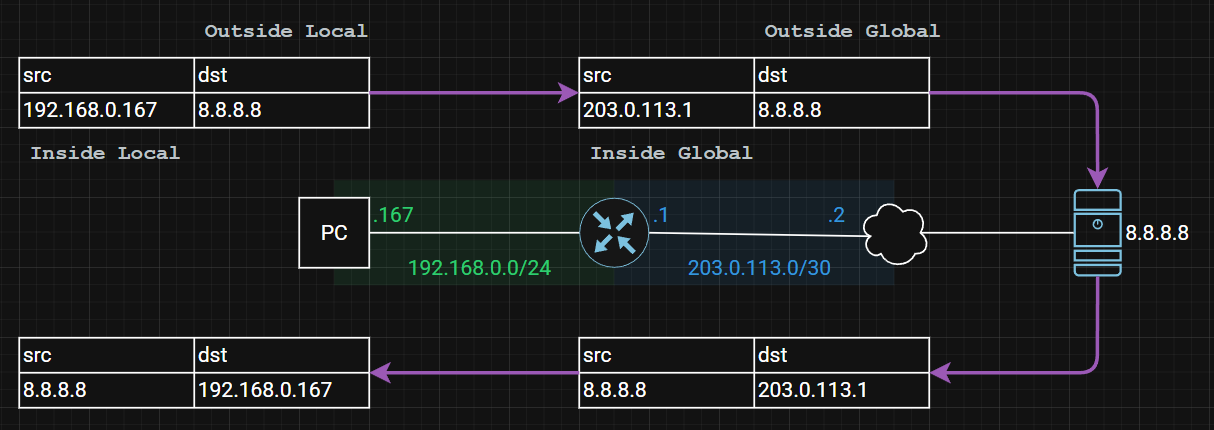 Outside Local
Outside Global
src dst
192.168.0.167 8.8.8.8
src dst
203.0.113.1 8.8.8.8
Inside Local
Inside Global
PC
.167
.1
.2
8.8.8.8
192.168.0.0/24
203.0.113.0/30
src dst
8.8.8.8 192.168.0.167
src dst
8.8.8.8 203.0.113.1